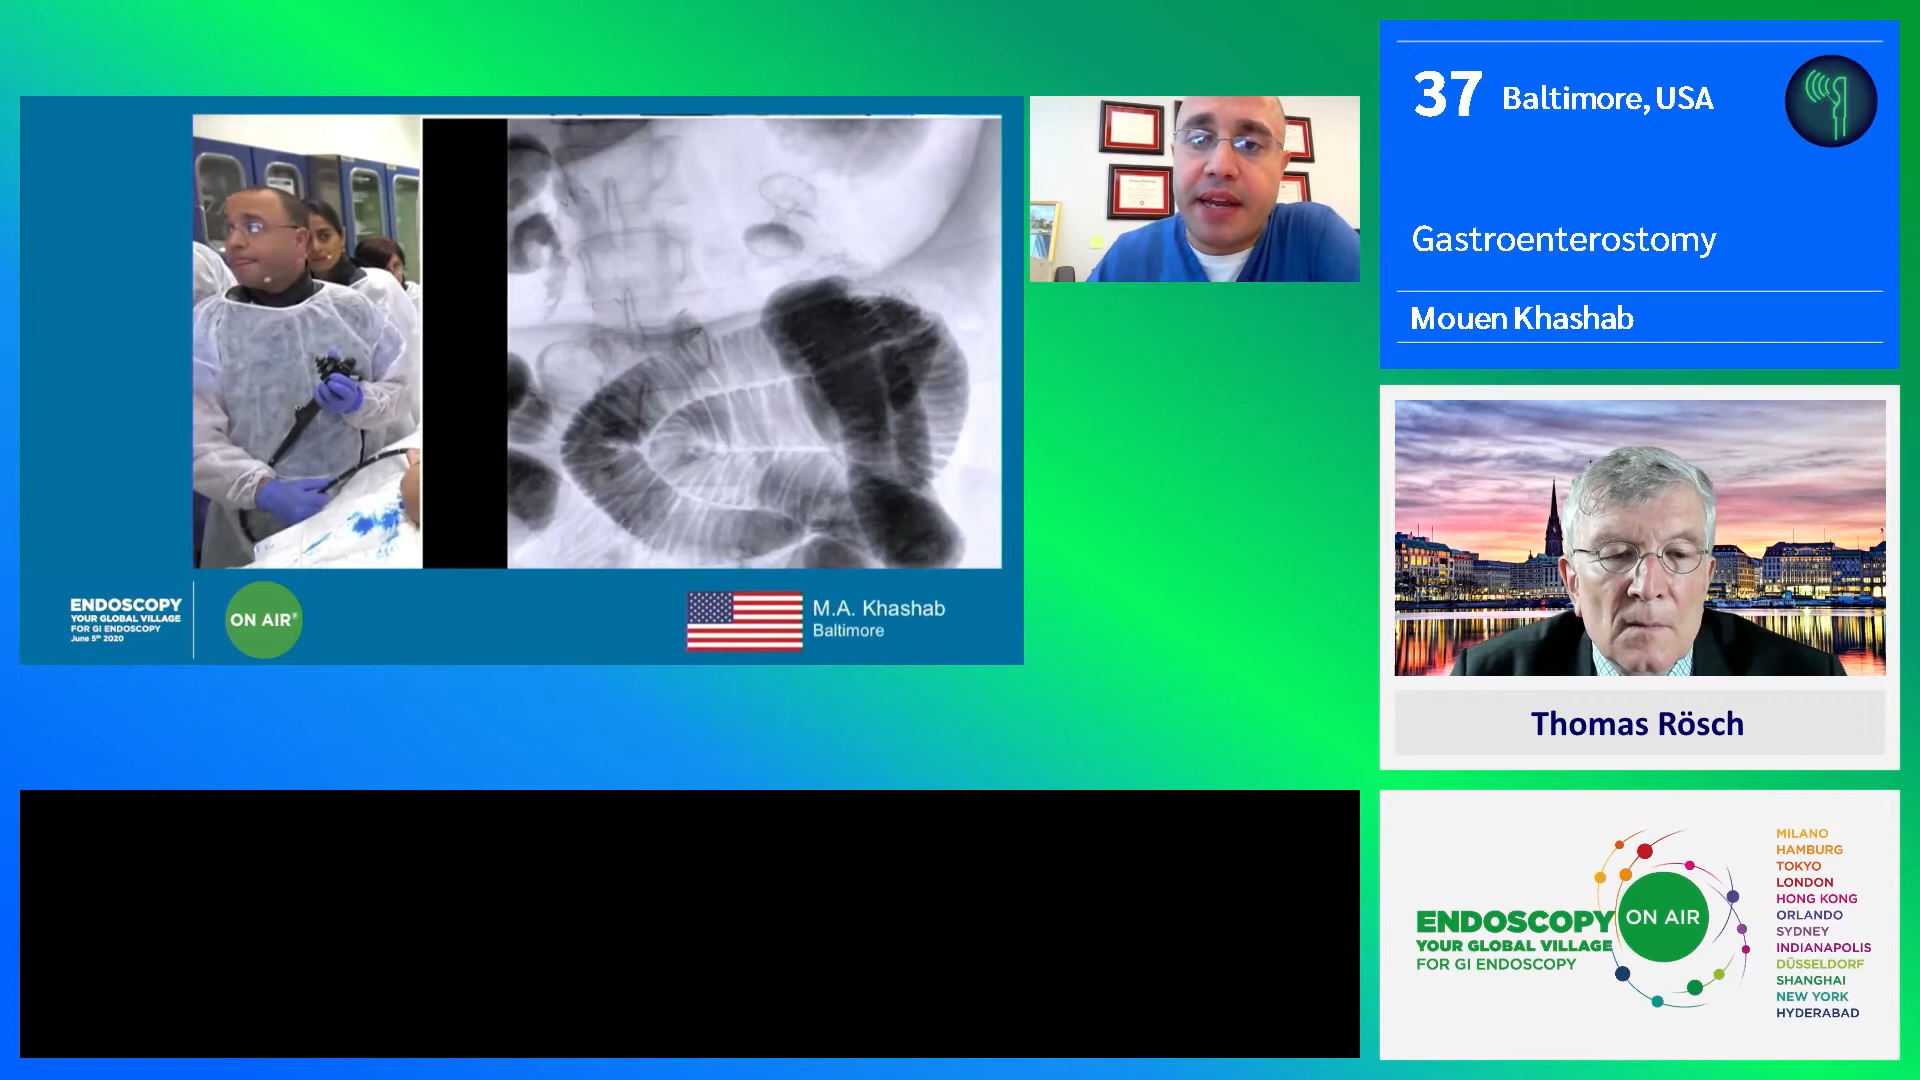 ENDOSCOPY
YOUR GLOBAL VILLAGE
FOR GI ENDOSCOPY
June 5th 2020
ON AIR®
M.A. Khashab
Baltimore
37 Baltimore, USA
Gastroenterostomy
Mouen Khashab
Thomas Rösch
ENDOSCOPY
YOUR GLOBAL VILLAGE
FOR GI ENDOSCOPY
ON AIR
MILANO
HAMBURG
TOKYO
LONDON
HONG KONG
ORLANDO
SYDNEY
INDIANAPOLIS
DÜSSELDORF
SHANGHAI
NEW YORK
HYDERABAD